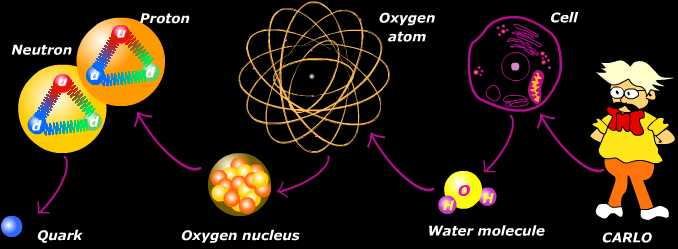 Proton
Neutron
u
u
d
u
d
d
Oxygen
atom
Cell
Quark
Oxygen nucleus
O
H
H
Water molecule
CARLO